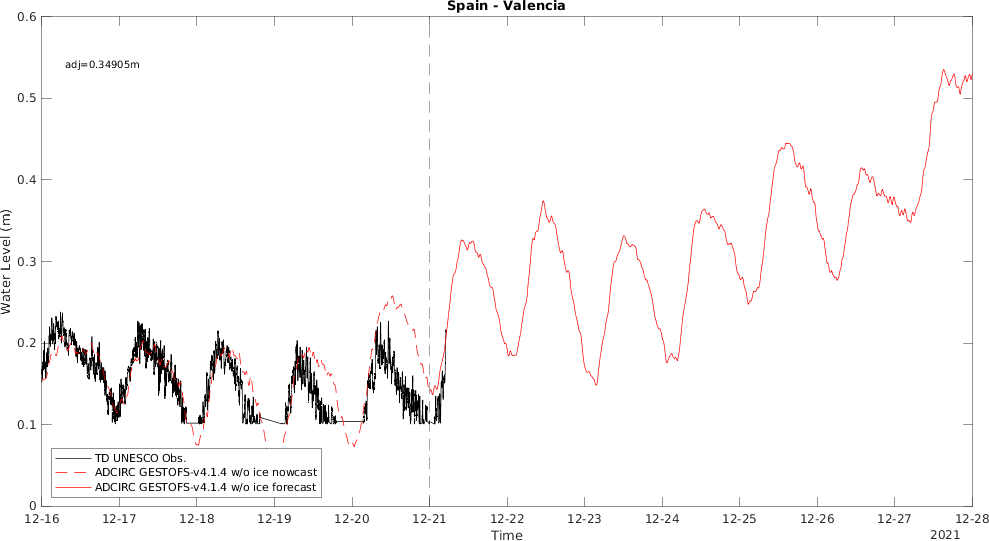 Spain - Valencia
adj=0.34905m
Water Level (m)
0.6
0.5
0.4
0.3
0.2
0.1
0
TD UNESCO Obs.
ADCIRC GESTOFS-v4.1.4 w/o ice nowcast
ADCIRC GESTOFS-v4.1.4 w/o ice forecast
12-16 12-17 12-18 12-19 12-20 12-21 12-22 12-23 12-24 12-25 12-26 12-27 12-28
Time
2021